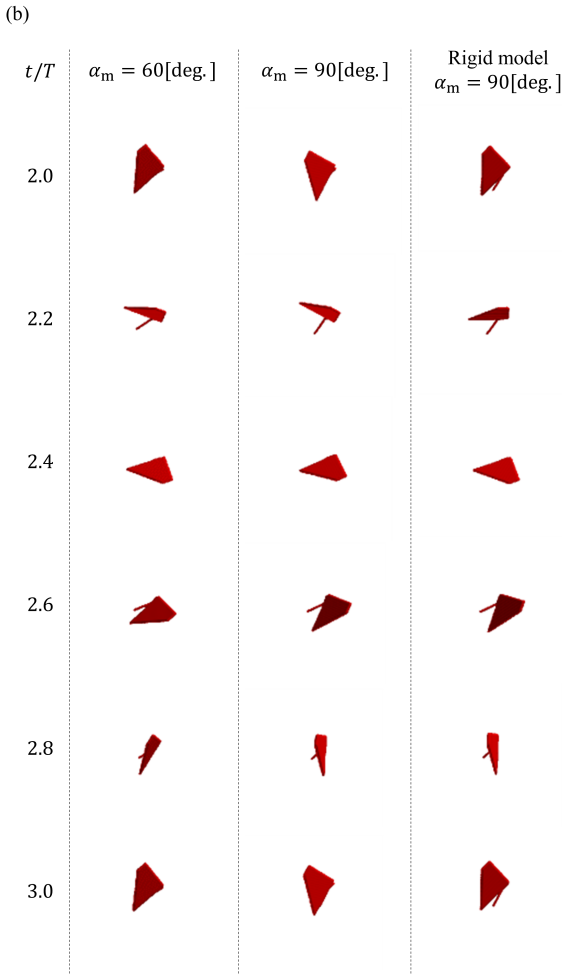 (b)
t/T
α_m = 60[deg.]
α_m = 90[deg.]
Rigid model
α_m = 90[deg.]
2.0
2.2
2.4
2.6
2.8
3.0